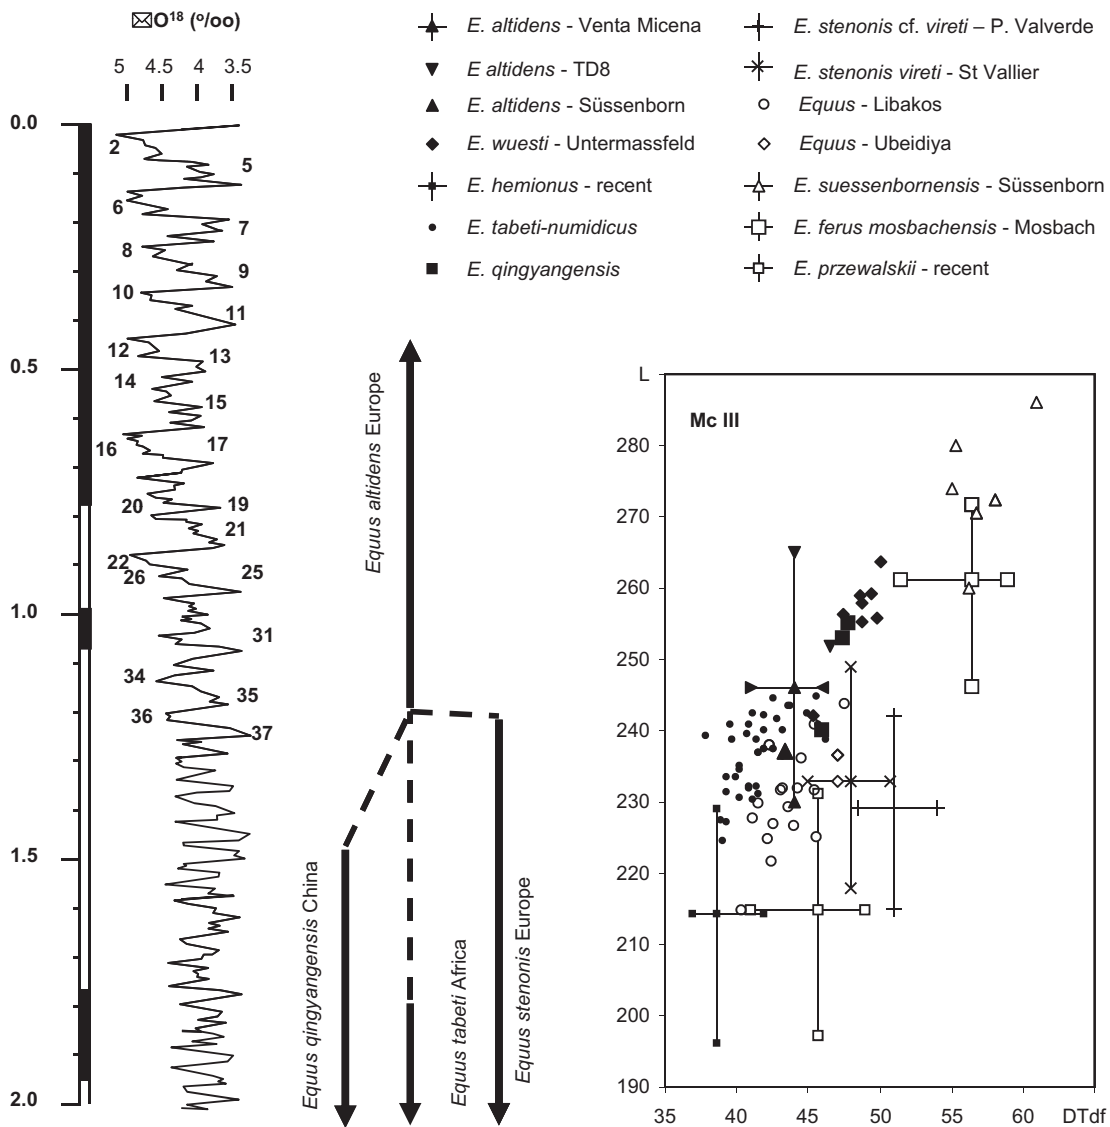 O¹⁸ (º/oo)
5 4.5 4 3.5
0.0
0.5
1.0
1.5
2.0
2
5
6
7
8
9
10
11
12
13
14
15
16
17
20
19
21
22
26
25
31
34
35
36
37
E. altidens - Venta Micena
E altidens - TD8
E. altidens - Süssenborn
E. wuesti - Untermassfeld
E. hemionus - recent
E. tabeti-numidicus
E. qingyangensis
E. stenonis cf. vireti – P. Valverde
E. stenonis vireti - St Vallier
Equus - Libakos
Equus - Ubeidiya
E. suessenbornensis - Süssenborn
E. ferus mosbachensis - Mosbach
E. przewalskii - recent
Equus altidens Europe
Equus qingyangensis China
Equus tabeti Africa
Equus stenonis Europe
Mc III
L
280
270
260
250
240
230
220
210
200
190
35 40 45 50 55 60 DTdf